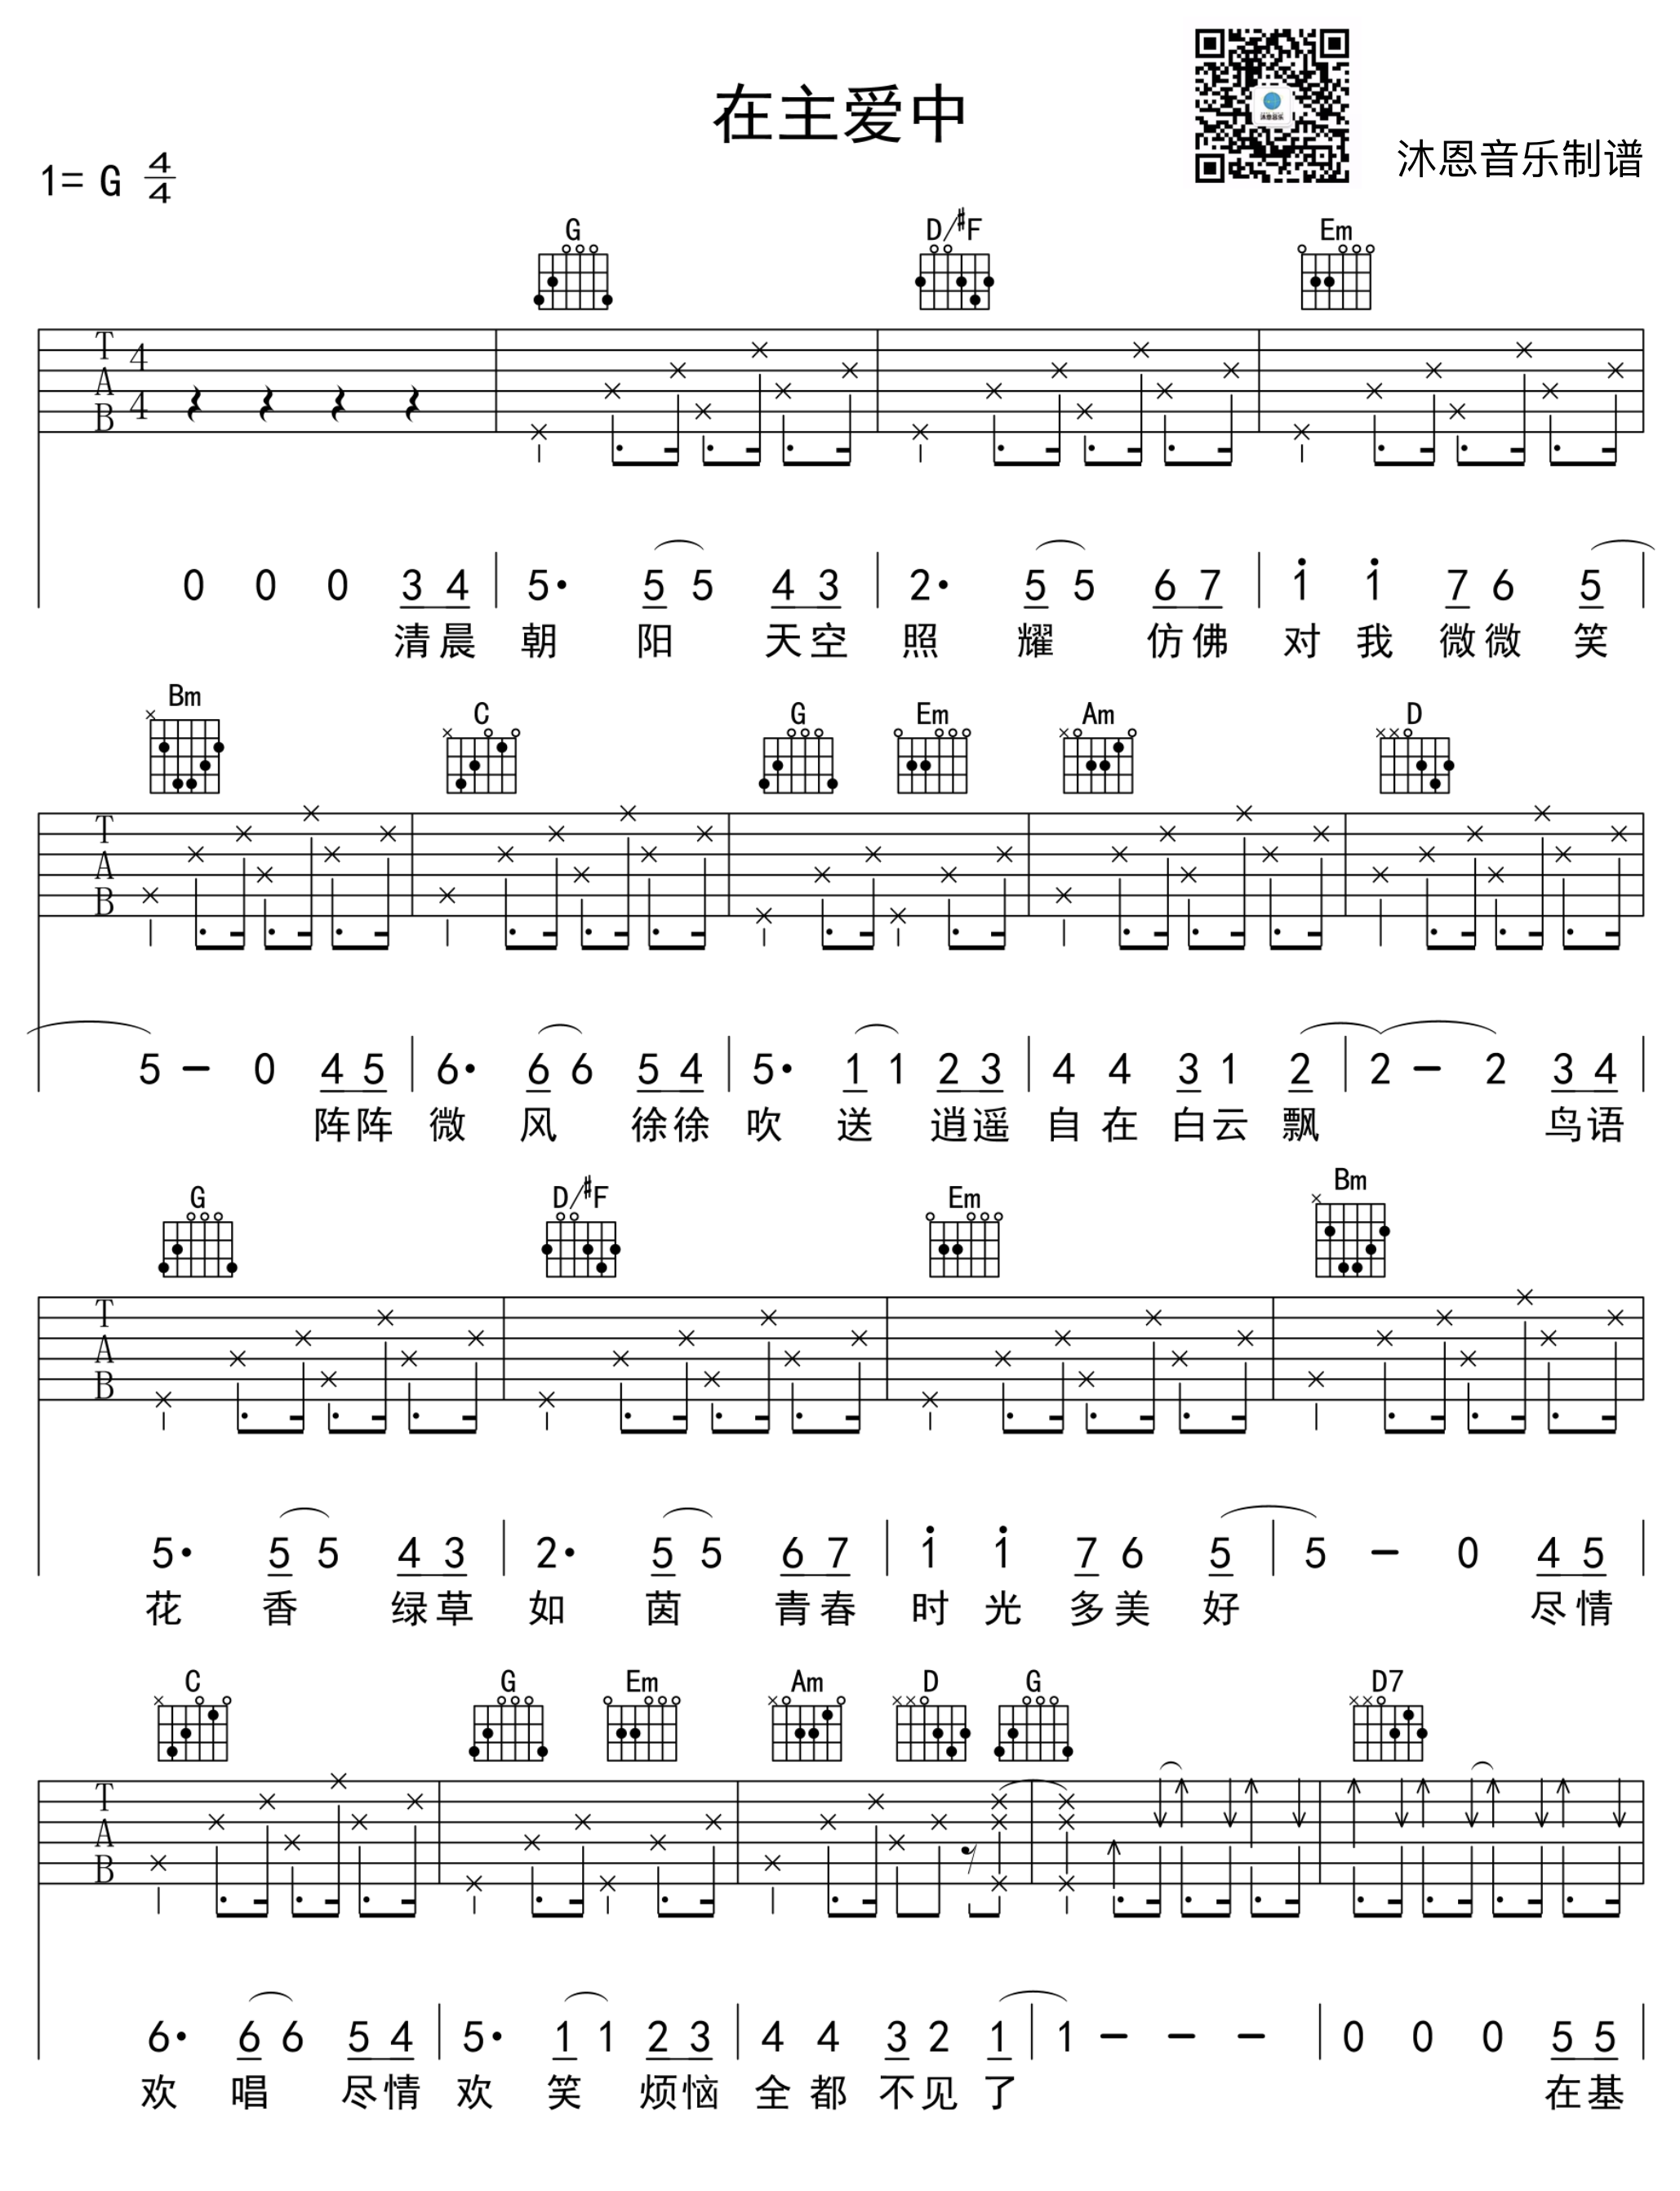 在主爱中
沐恩音乐
沐恩音乐制谱
1= G 4/4
G D/#F Em
T A B 4/4
0 0 0 3 4 5· 5 5 4 3 2· 5 5 6 7 1 1 7 6 5
清晨 朝 阳 天空 照 耀 仿佛 对 我 微微 笑
Bm C G Em Am D
T A B
5 – 0 4 5 6· 6 6 5 4 5· 1 1 2 3 4 4 3 1 2 2 – 2 3 4
阵阵 微 风 徐徐 吹 送 逍遥 自 在 白云 飘 鸟语
G D/#F Em Bm
T A B
5· 5 5 4 3 2· 5 5 6 7 1 1 7 6 5 5 – 0 4 5
花 香 绿草 如 茵 青春 时 光 多美 好 尽情
C G Em Am D G D7
T A B
6· 6 6 5 4 5· 1 1 2 3 4 4 3 2 1 1 – – – 0 0 0 5 5
欢 唱 尽情 欢 笑 烦恼 全 都 不见 了 在基